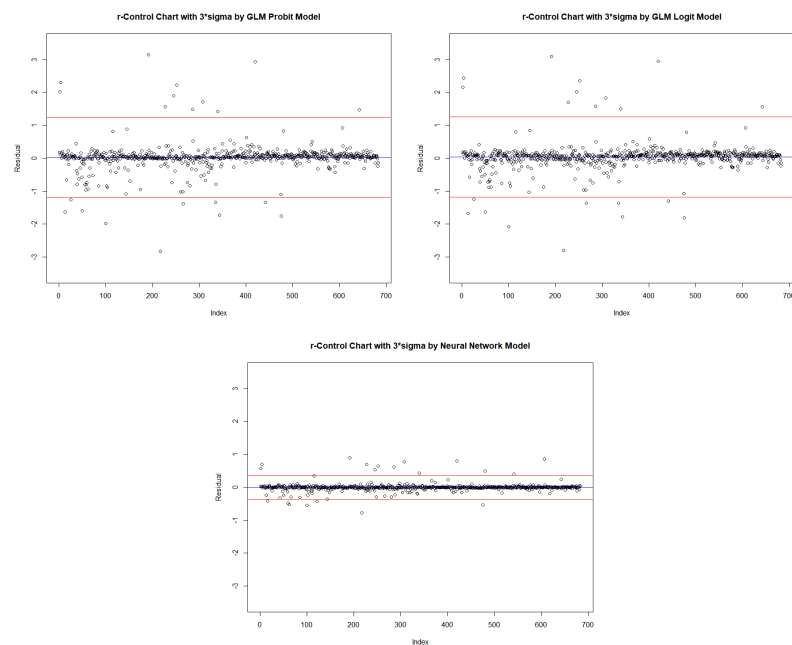 r-Control Chart with 3*sigma by GLM Probit Model
Residual
3
2
1
0
-1
-2
-3
0 100 200 300 400 500 600 700
Index
r-Control Chart with 3*sigma by GLM Logit Model
Residual
3
2
1
0
-1
-2
-3
0 100 200 300 400 500 600 700
Index
r-Control Chart with 3*sigma by Neural Network Model
Residual
3
2
1
0
-1
-2
-3
0 100 200 300 400 500 600 700
Index